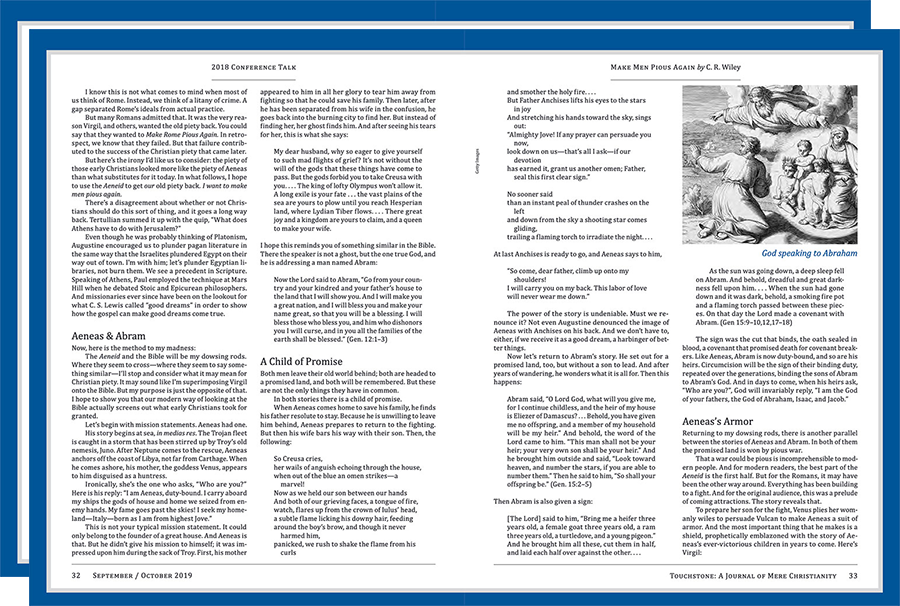 2018 Conference Talk
I know this is not what comes to mind when most of
us think of Rome. Instead, we think of a litany of crime. A
gap separated Rome's ideals from actual practice.
But many Romans admitted that. It was the very rea-
son Virgil, and others, wanted the old piety back. You could
say that they wanted to Make Rome Pious Again. In retro-
spect, we know that they failed. But that failure contrib-
uted to the success of the Christian piety that came later.
But here's the irony I'd like us to consider: the piety of
those early Christians looked more like the piety of Aeneas
than what substitutes for it today. In what follows, I hope
to use the Aeneid to get our old piety back. I want to make
men pious again.
There's a disagreement about whether or not Chris-
tians should do this sort of thing, and it goes a long way
back. Tertullian summed it up with the quip, "What does
Athens have to do with Jerusalem?"
Even though he was probably thinking of Platonism,
Augustine encouraged us to plunder pagan literature in
the same way that the Israelites plundered Egypt on their
way out of town. I'm with him; let's plunder Egyptian li-
braries, not burn them. We see a precedent in Scripture.
Speaking of Athens, Paul employed the technique at Mars
Hill when he debated Stoic and Epicurean philosophers.
And missionaries ever since have been on the lookout for
what C. S. Lewis called "good dreams" in order to show
how the gospel can make good dreams come true.
Aeneas & Abram
Now, here is the method to my madness:
The Aeneid and the Bible will be my dowsing rods.
Where they seem to cross—where they seem to say some-
thing similar—I'll stop and consider what it may mean for
Christian piety. It may sound like I'm superimposing Virgil
onto the Bible. But my purpose is just the opposite of that.
I hope to show you that our modern way of looking at the
Bible actually screens out what early Christians took for
granted.
Let's begin with mission statements. Aeneas had one.
His story begins at sea, in medias res. The Trojan fleet
is caught in a storm that has been stirred up by Troy's old
nemesis, Juno. After Neptune comes to the rescue, Aeneas
anchors off the coast of Libya, not far from Carthage. When
he comes ashore, his mother, the goddess Venus, appears
to him disguised as a huntress.
Ironically, she's the one who asks, "Who are you?"
Here is his reply: "I am Aeneas, duty-bound. I carry aboard
my ships the gods of house and home we seized from en-
emy hands. My fame goes past the skies! I seek my home-
land—Italy—born as I am from highest Jove."
This is not your typical mission statement. It could
only belong to the founder of a great house. And Aeneas is
that. But he didn't give his mission to himself; it was im-
pressed upon him during the sack of Troy. First, his mother
appeared to him in all her glory to tear him away from
fighting so that he could save his family. Then later, after
he has been separated from his wife in the confusion, he
goes back into the burning city to find her. But instead of
finding her, her ghost finds him. And after seeing his tears
for her, this is what she says:
My dear husband, why so eager to give yourself
to such mad flights of grief? It's not without the
will of the gods that these things have come to
pass. But the gods forbid you to take Creusa with
you. . . . The king of lofty Olympus won't allow it.
A long exile is your fate . . . the vast plains of the
sea are yours to plow until you reach Hesperian
land, where Lydian Tiber flows. . . . There great
joy and a kingdom are yours to claim, and a queen
to make your wife.
I hope this reminds you of something similar in the Bible.
There the speaker is not a ghost, but the one true God, and
he is addressing a man named Abram:
Now the Lord said to Abram, "Go from your coun-
try and your kindred and your father's house to
the land that I will show you. And I will make you
a great nation, and I will bless you and make your
name great, so that you will be a blessing. I will
bless those who bless you, and him who dishonors
you I will curse, and in you all the families of the
earth shall be blessed." (Gen. 12:1–3)
A Child of Promise
Both men leave their old world behind; both are headed to
a promised land, and both will be remembered. But these
are not the only things they have in common.
In both stories there is a child of promise.
When Aeneas comes home to save his family, he finds
his father resolute to stay. Because he is unwilling to leave
him behind, Aeneas prepares to return to the fighting.
But then his wife bars his way with their son. Then, the
following:
So Creusa cries,
her wails of anguish echoing through the house,
when out of the blue an omen strikes—a
marvel!
Now as we held our son between our hands
and both of our grieving faces, a tongue of fire,
watch, flares up from the crown of Iulus' head,
a subtle flame licking his downy hair, feeding
round the boy's brow, and though it never
harmed him,
panicked, we rush to shake the flame from his
curls
32 September / October 2019
Make Men Pious Again by C. R. Wiley
and smother the holy fire. . . .
But Father Anchises lifts his eyes to the stars
in joy
And stretching his hands toward the sky, sings
out:
"Almighty Jove! If any prayer can persuade you
now,
look down on us—that's all I ask—if our
devotion
has earned it, grant us another omen; Father,
seal this first clear sign."
No sooner said
than an instant peal of thunder crashes on the
left
and down from the sky a shooting star comes
gliding,
trailing a flaming torch to irradiate the night. . . .
At last Anchises is ready to go, and Aeneas says to him,
"So come, dear father, climb up onto my
shoulders!
I will carry you on my back. This labor of love
will never wear me down."
The power of the story is undeniable. Must we re-
nounce it? Not even Augustine denounced the image of
Aeneas with Anchises on his back. And we don't have to,
either, if we receive it as a good dream, a harbinger of bet-
ter things.
Now let's return to Abram's story. He set out for a
promised land, too, but without a son to lead. And after
years of wandering, he wonders what it is all for. Then this
happens:
Abram said, "O Lord God, what will you give me,
for I continue childless, and the heir of my house
is Eliezer of Damascus? . . . Behold, you have given
me no offspring, and a member of my household
will be my heir." And behold, the word of the
Lord came to him. "This man shall not be your
heir; your very own son shall be your heir." And
he brought him outside and said, "Look toward
heaven, and number the stars, if you are able to
number them." Then he said to him, "So shall your
offspring be." (Gen. 15:2–5)
Then Abram is also given a sign:
[The Lord] said to him, "Bring me a heifer three
years old, a female goat three years old, a ram
three years old, a turtledove, and a young pigeon."
And he brought him all these, cut them in half,
and laid each half over against the other. . . .
Getty Images
God speaking to Abraham
As the sun was going down, a deep sleep fell
on Abram. And behold, dreadful and great dark-
ness fell upon him. . . . When the sun had gone
down and it was dark, behold, a smoking fire pot
and a flaming torch passed between these piec-
es. On that day the Lord made a covenant with
Abram. (Gen 15:9–10,12,17–18)
The sign was the cut that binds, the oath sealed in
blood, a covenant that promised death for covenant break-
ers. Like Aeneas, Abram is now duty-bound, and so are his
heirs. Circumcision will be the sign of their binding duty,
repeated over the generations, binding the sons of Abram
to Abram's God. And in days to come, when his heirs ask,
"Who are you?", God will invariably reply, "I am the God
of your fathers, the God of Abraham, Isaac, and Jacob."
Aeneas's Armor
Returning to my dowsing rods, there is another parallel
between the stories of Aeneas and Abram. In both of them
the promised land is won by pious war.
That a war could be pious is incomprehensible to mod-
ern people. And for modern readers, the best part of the
Aeneid is the first half. But for the Romans, it may have
been the other way around. Everything has been building
to a fight. And for the original audience, this was a prelude
of coming attractions. The story reveals that.
To prepare her son for the fight, Venus plies her wom-
anly wiles to persuade Vulcan to make Aeneas a suit of
armor. And the most important thing that he makes is a
shield, prophetically emblazoned with the story of Ae-
neas's ever-victorious children in years to come. Here's
Virgil:
Touchstone: A Journal of Mere Christianity 33